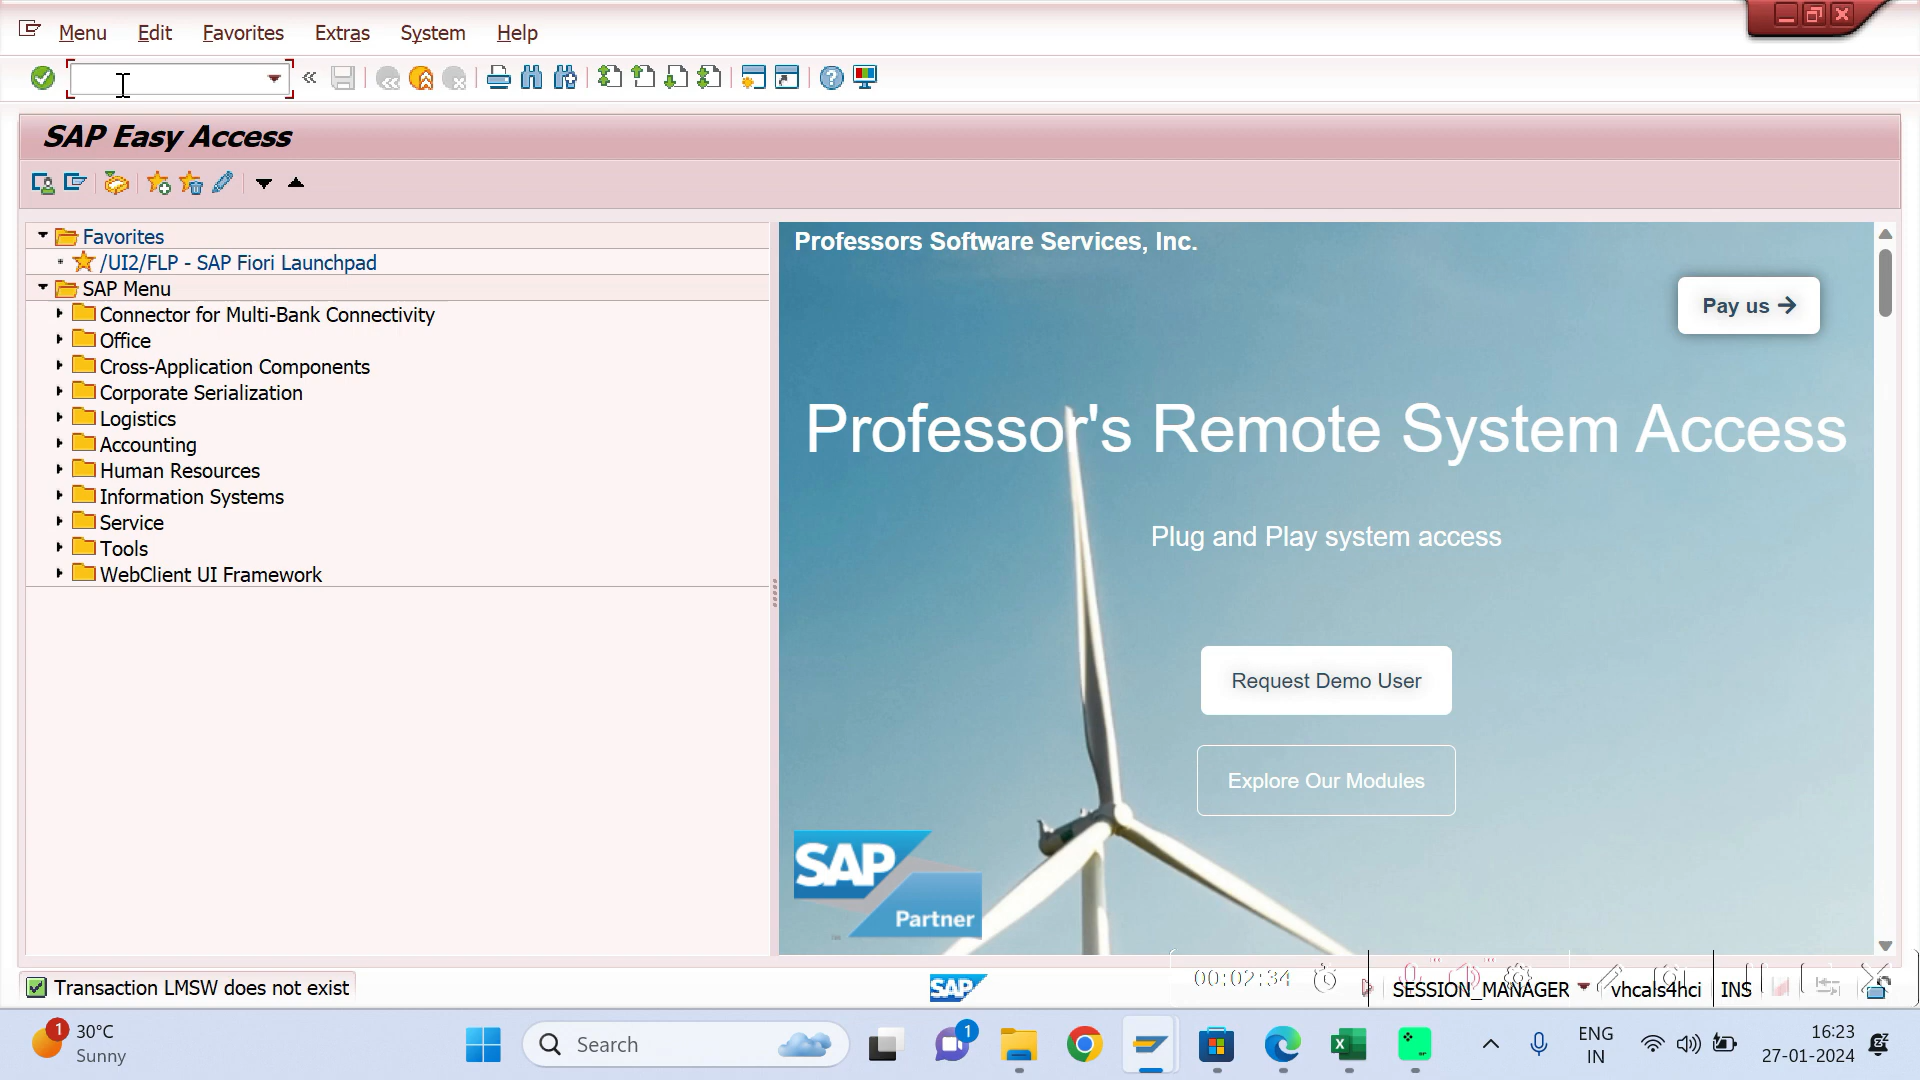 Menu Edit Favorites Extras System Help
SAP Easy Access
Favorites
/UI2/FLP - SAP Fiori Launchpad
SAP Menu
Connector for Multi-Bank Connectivity
Office
Cross-Application Components
Corporate Serialization
Logistics
Accounting
Human Resources
Information Systems
Service
Tools
WebClient UI Framework
Professors Software Services, Inc.
Pay us →
Professor's Remote System Access
Plug and Play system access
Request Demo User
Explore Our Modules
SAP
Partner
Transaction LMSW does not exist
SAP
00:02:34
SESSION_MANAGER
vhcals4hci
INS
1
30°C
Sunny
Search
1
ENG
IN
16:23
27-01-2024